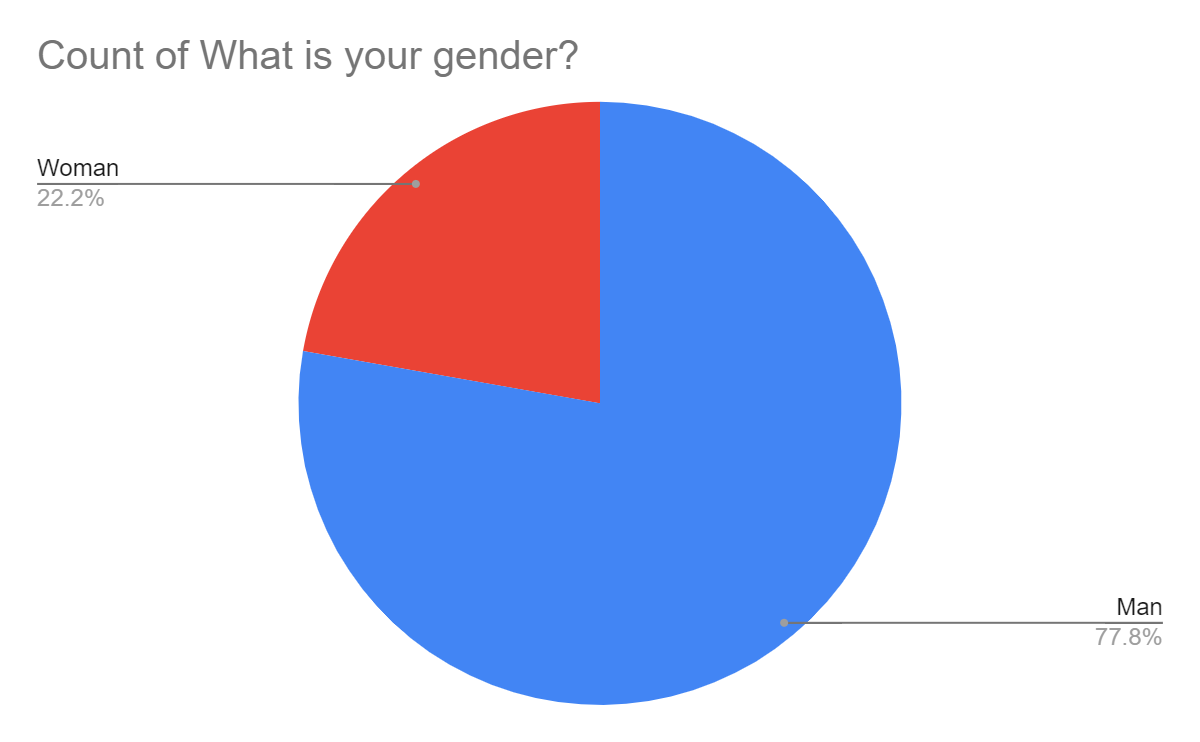 Count of What is your gender?
Woman
22.2%
Man
77.8%